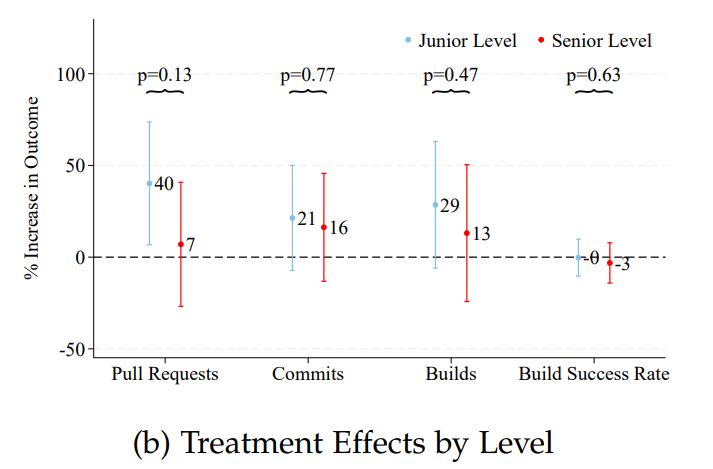 Junior Level Senior Level
100
p=0.13 p=0.77 p=0.47 p=0.63
50
40 7 21 16 29 13 -0 -3
0
-50
% Increase in Outcome
Pull Requests Commits Builds Build Success Rate
(b) Treatment Effects by Level